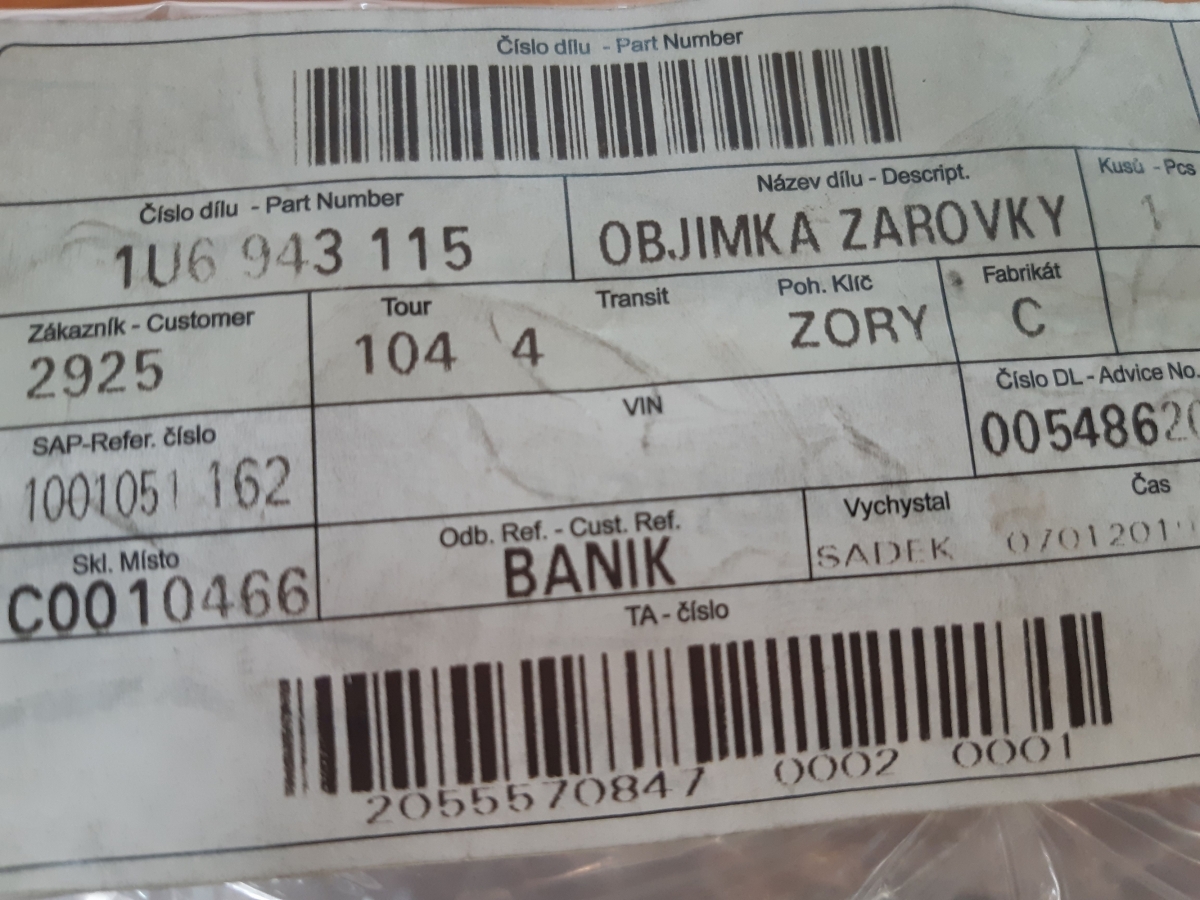 Číslo dílu - Part Number
Číslo dílu - Part Number
1U6 943 115
Název dílu - Descript.
OBJIMKA ZAROVKY
Kusů - Pcs
1
Zákazník - Customer
2925
Tour
104 4
Transit
Poh. Klíč
ZORY
Fabrikát
C
SAP-Refer. číslo
1001051 162
VIN
Číslo DL - Advice No.
00548620
Skl. Místo
C0010466
Odb. Ref. - Cust. Ref.
BANIK
Vychystal
SADEK
Čas
0701201
TA - číslo
2055570847 0002 0001